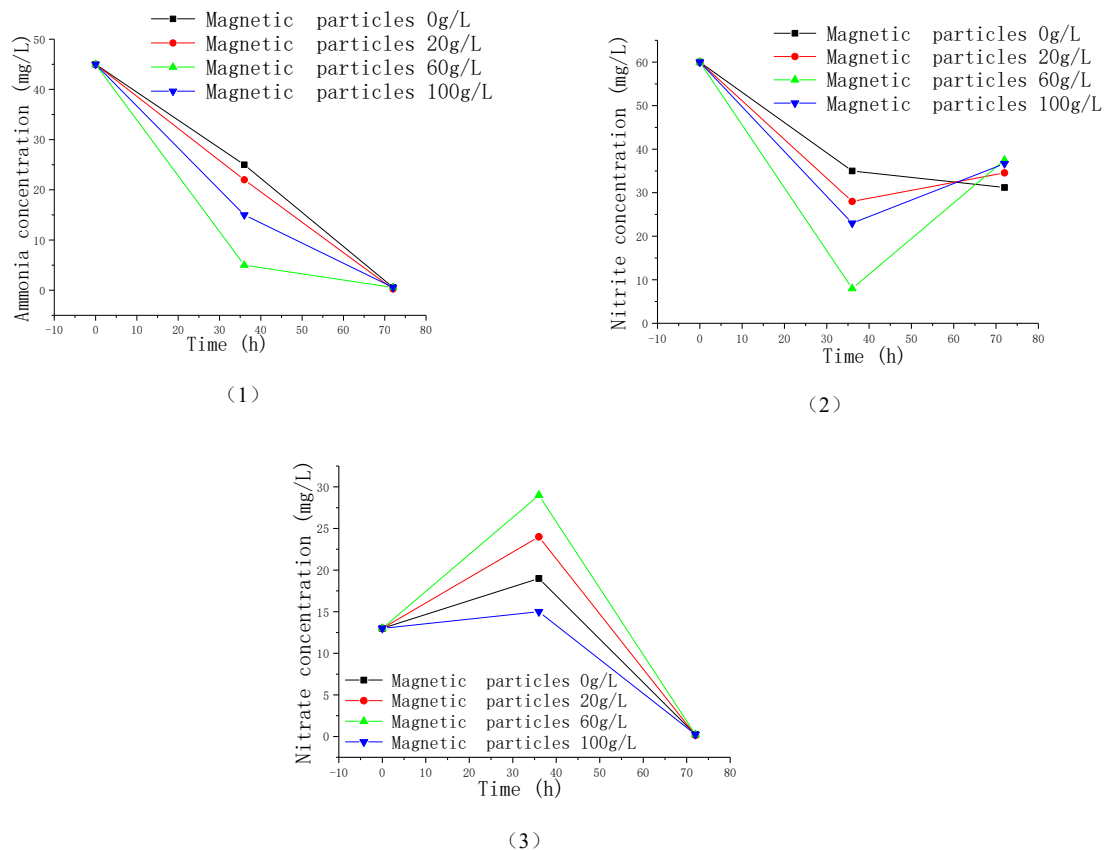 Magnetic particles 0g/L
Magnetic particles 20g/L
Magnetic particles 60g/L
Magnetic particles 100g/L
Ammonia concentration (mg/L)
50
40
30
20
10
0
-10 0 10 20 30 40 50 60 70 80
Time (h)
(1)
Magnetic particles 0g/L
Magnetic particles 20g/L
Magnetic particles 60g/L
Magnetic particles 100g/L
Nitrite concentration (mg/L)
60
50
40
30
20
10
0
-10 0 10 20 30 40 50 60 70 80
Time (h)
(2)
Nitrate concentration (mg/L)
30
25
20
15
10
5
0
Magnetic particles 0g/L
Magnetic particles 20g/L
Magnetic particles 60g/L
Magnetic particles 100g/L
-10 0 10 20 30 40 50 60 70 80
Time (h)
(3)